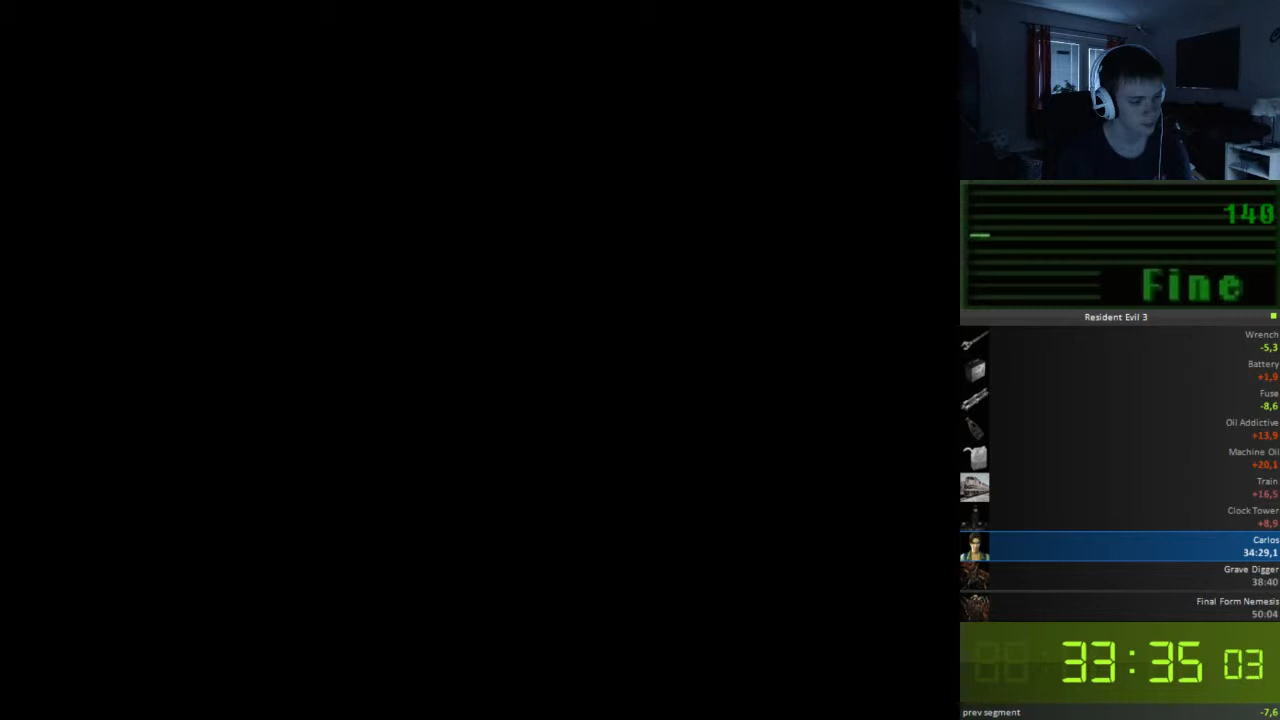 140
Fine
Resident Evil 3
Wrench
-5,3
Battery
+1,9
Fuse
-8,6
Oil Addictive
+13,9
Machine Oil
+20,1
Train
+16,5
Clock Tower
+8,9
Carlos
34:29,1
Grave Digger
38:40
Final Form Nemesis
50:04
33:35 03
prev segment -7,6